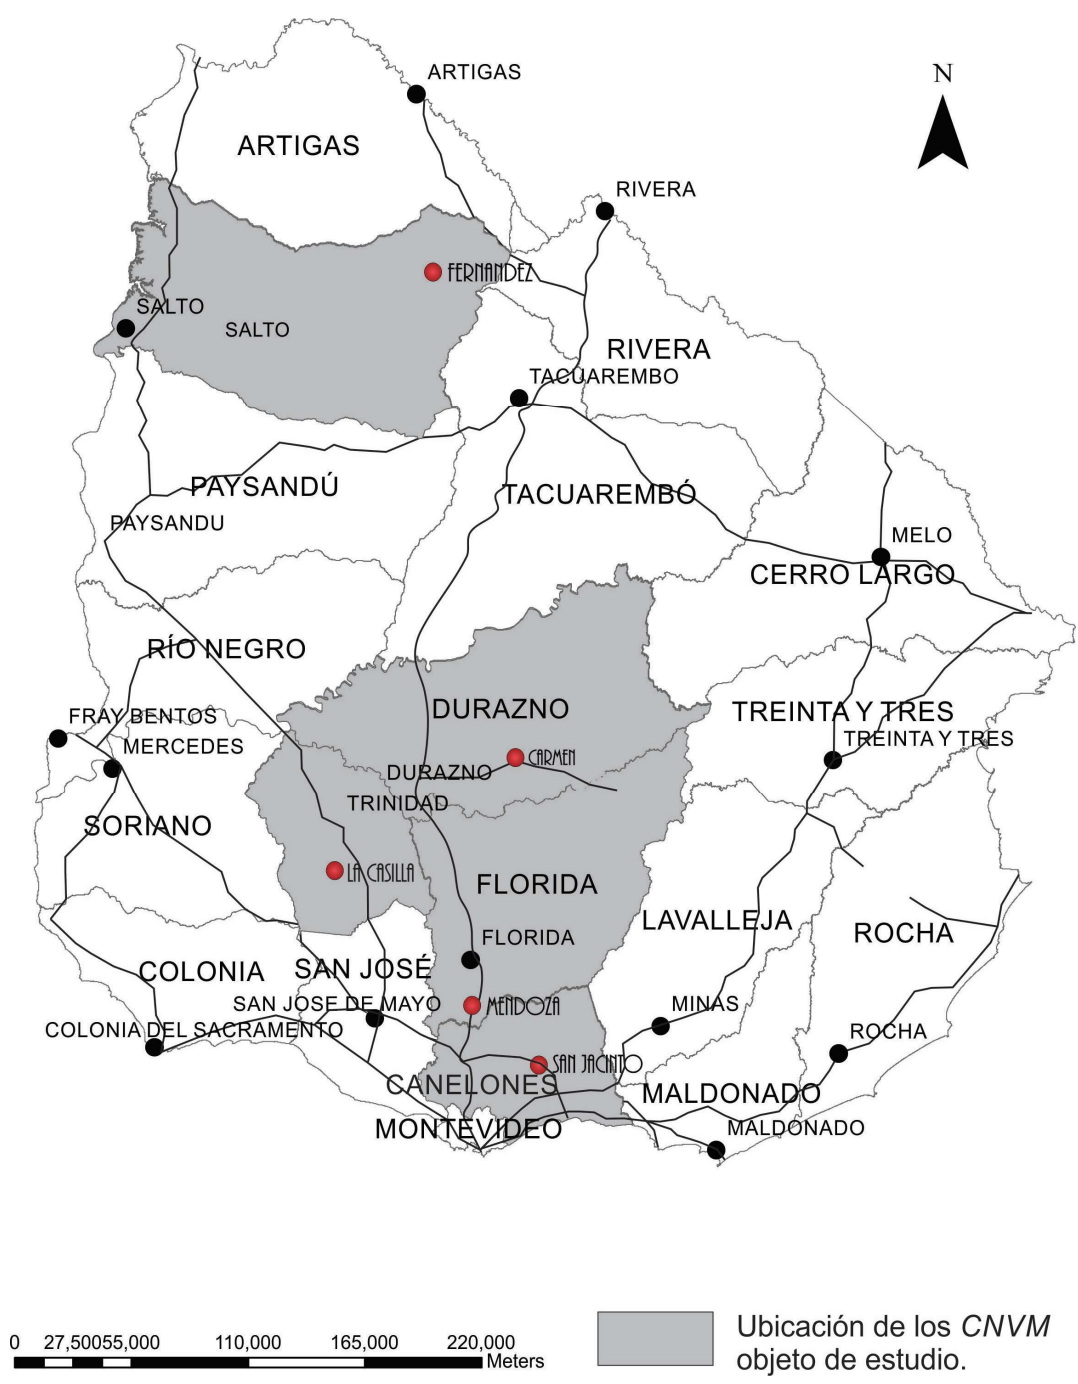 ARTIGAS
N
ARTIGAS
RIVERA
FERNANDEZ
SALTO
SALTO
RIVERA
TACUAREMBO
PAYSANDÚ
TACUAREMBÓ
PAYSANDU
MELO
CERRO LARGO
RÍO NEGRO
DURAZNO
TREINTA Y TRES
FRAY BENTOS
TREINTA Y TRES
MERCEDES
CARMEN
DURAZNO
TRINIDAD
SORIANO
LA CASILLA
FLORIDA
LAVALLEJA
ROCHA
FLORIDA
COLONIA
SAN JOSÉ
SAN JOSE DE MAYO
MENDOZA
MINAS
COLONIA DEL SACRAMENTO
ROCHA
SAN JACINTO
CANELONES
MALDONADO
MONTEVIDEO
MALDONADO
0 27,50055,000 110,000 165,000 220,000
Meters
Ubicación de los CNVM
objeto de estudio.